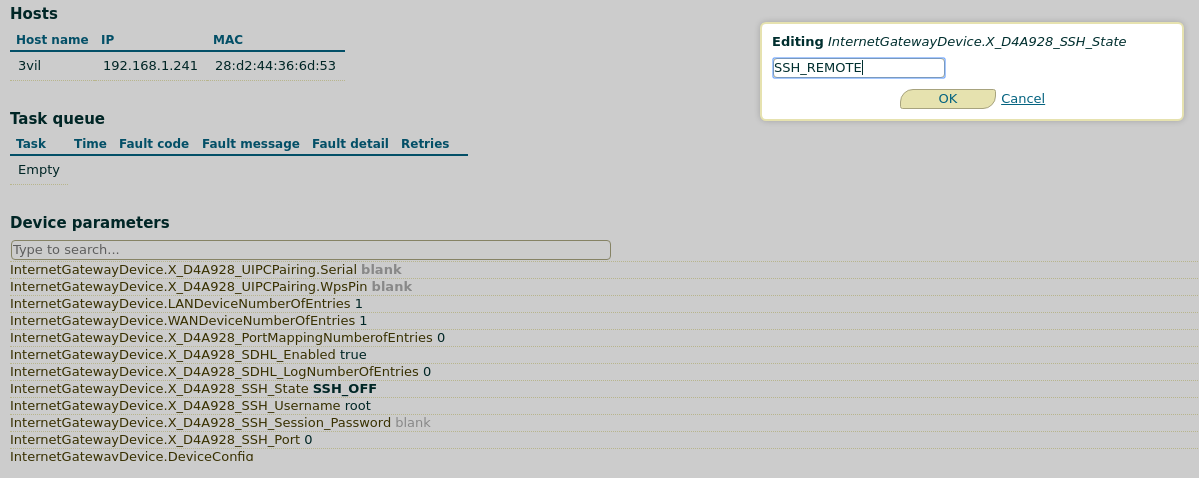 Hosts
Host name IP MAC
3vil 192.168.1.241 28:d2:44:36:6d:53
Editing InternetGatewayDevice.X_D4A928_SSH_State
SSH_REMOTE
OK Cancel
Task queue
Task Time Fault code Fault message Fault detail Retries
Empty
Device parameters
Type to search...
InternetGatewayDevice.X_D4A928_UIPCPairing.Serial blank
InternetGatewayDevice.X_D4A928_UIPCPairing.WpsPin blank
InternetGatewayDevice.LANDeviceNumberOfEntries 1
InternetGatewayDevice.WANDeviceNumberOfEntries 1
InternetGatewayDevice.X_D4A928_PortMappingNumberofEntries 0
InternetGatewayDevice.X_D4A928_SDHL_Enabled true
InternetGatewayDevice.X_D4A928_SDHL_LogNumberOfEntries 0
InternetGatewayDevice.X_D4A928_SSH_State SSH_OFF
InternetGatewayDevice.X_D4A928_SSH_Username root
InternetGatewayDevice.X_D4A928_SSH_Session_Password blank
InternetGatewayDevice.X_D4A928_SSH_Port 0
InternetGatewayDevice.DeviceConfig